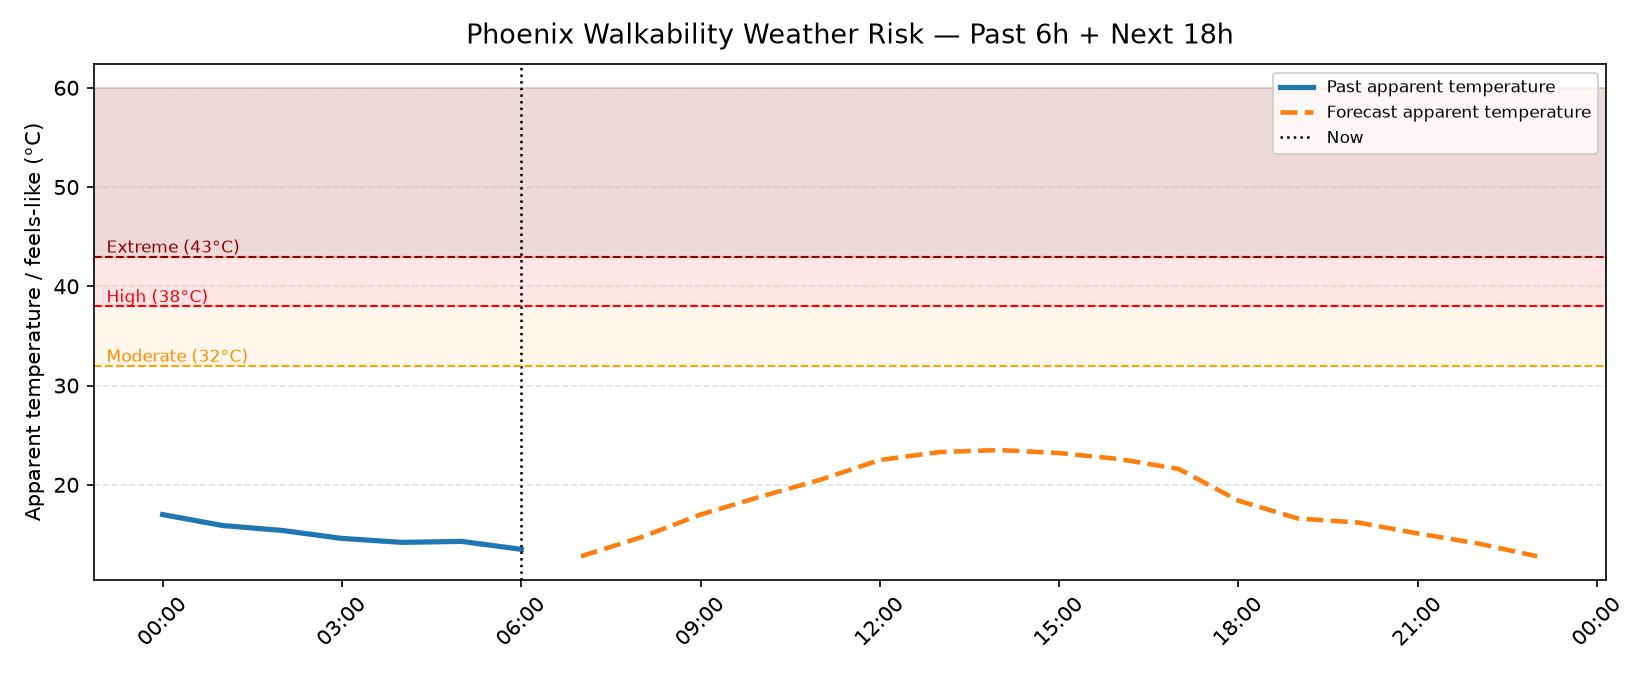 Phoenix Walkability Weather Risk — Past 6h + Next 18h
Apparent temperature / feels-like (°C)
60
50
40
30
20
Past apparent temperature
Forecast apparent temperature
Now
Extreme (43°C)
High (38°C)
Moderate (32°C)
00:00
03:00
06:00
09:00
12:00
15:00
18:00
21:00
00:00